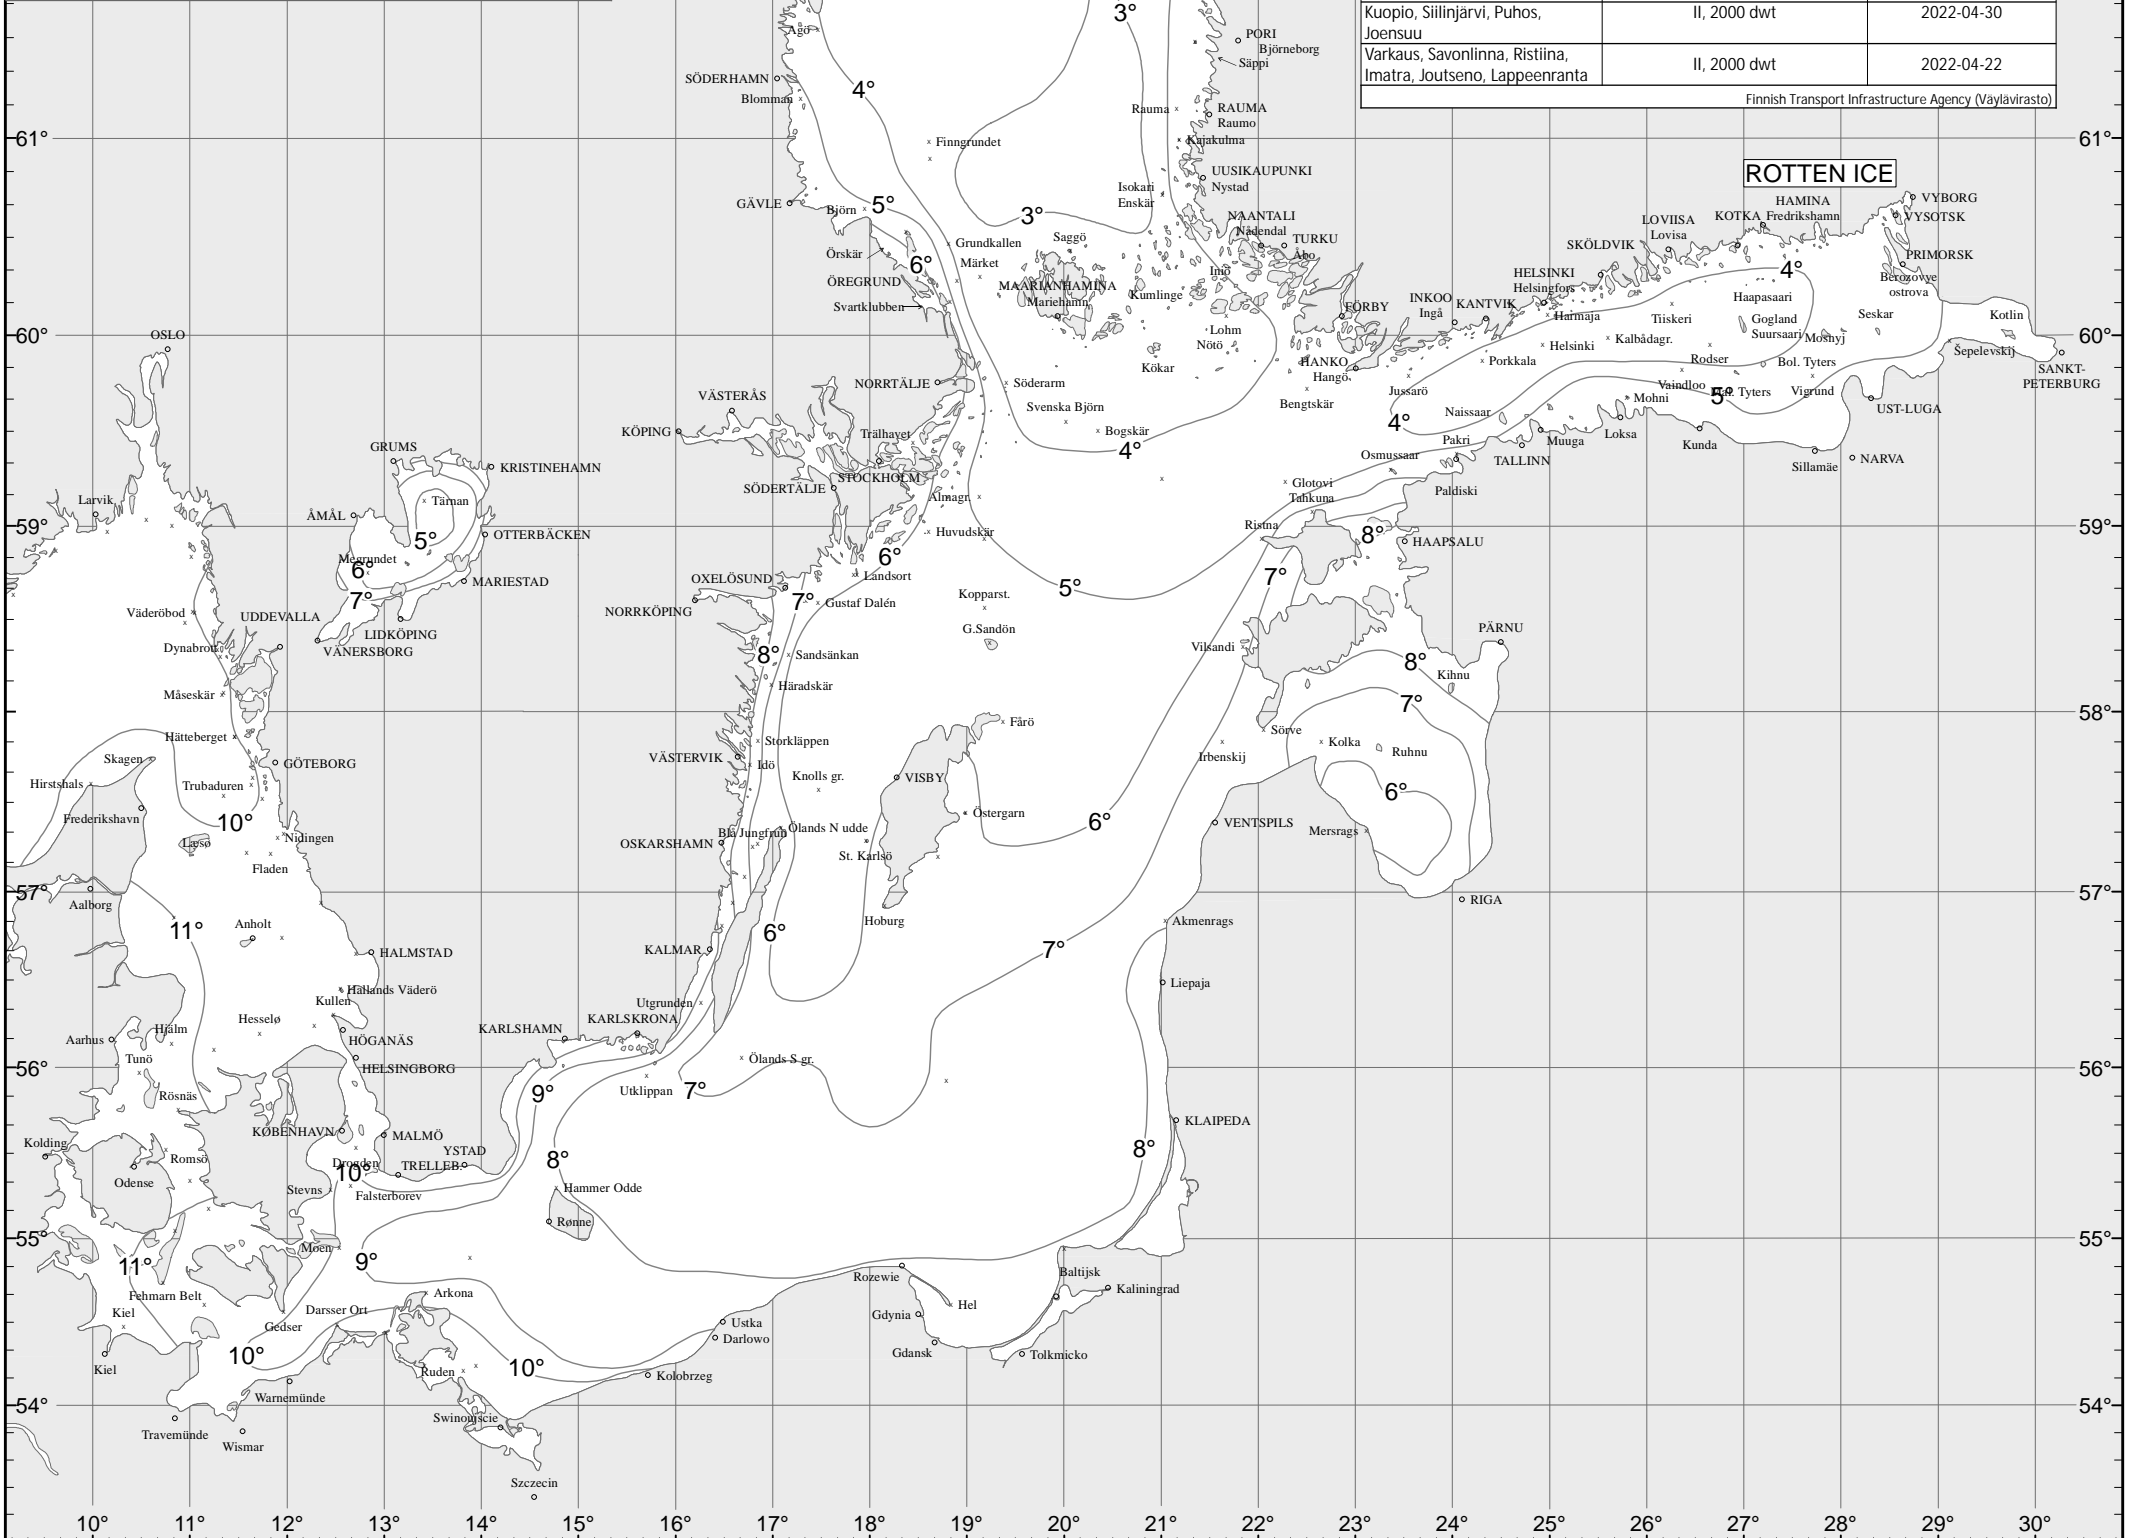 Kuopio, Siilinjärvi, Puhos,
Joensuu
II, 2000 dwt
2022-04-30
Varkaus, Savonlinna, Ristiina,
Imatra, Joutseno, Lappeenranta
II, 2000 dwt
2022-04-22
Finnish Transport Infrastructure Agency (Väylävirasto)
3°
Agö
PORI
Björneborg
Säppi
SÖDERHAMN
4°
Blomman
Rauma
RAUMA
Raumo
61°
Finngrundet
Kajakulma
61°
ROTTEN ICE
UUSIKAUPUNKI
Nystad
Isokari
Enskär
GÄVLE
Björn
5°
3°
NAANTALI
Nådendal
HAMINA
KOTKA
Fredrikshamn
VYBORG
VYSOTSK
LOVIISA
Lovisa
Örskär
Grundkallen
Saggö
TURKU
Åbo
SKÖLDVIK
PRIMORSK
6°
Märket
Iniö
4°
ÖREGRUND
MAARIANHAMINA
Mariehamn
Kumlinge
HELSINKI
Helsingfors
Berozovye
ostrova
Svartklubben
FÖRBY
INKOO
Ingå
KANTVIK
Haapasaari
Harmaja
Tiiskeri
Gogland
Suursaari
Seskar
Kotlin
OSLO
60°
Lohm
Nötö
Helsinki
Kalbådagr.
Mosnyj
60°
Šepelevskij
HANKO
Hangö
Porkkala
Rodser
Bol. Tyters
SANKT-
PETERBURG
Kökar
NORRTÄLJE
Söderarm
Jussarö
Vaindloo
5°
Mal. Tyters
Vigrund
VÄSTERÅS
Svenska Björn
Bengtskär
Naissaar
Mohni
UST-LUGA
KÖPING
Trälhavet
Bogskär
4°
4°
Pakri
Muuga
Loksa
Kunda
GRUMS
KRISTINEHAMN
Osmussaar
TALLINN
Sillamäe
NARVA
STOCKHOLM
SÖDERTÄLJE
Glotovi
Tahkuna
Paldiski
Larvik
Tärnan
Almagr.
ÅMÅL
59°
Ristna
59°
5°
OTTERBÄCKEN
Huvudskär
8°
HAAPSALU
Megrundet
6°
6°
Landsort
7°
MARIESTAD
OXELÖSUND
5°
7°
7°
Gustaf Dalén
Kopparst.
Väderöbod
NORRKÖPING
UDDEVALLA
LIDKÖPING
G.Sandön
PÄRNU
Dynabrott
VÄNERSBORG
8°
Sandsänkan
Vilsandi
8°
Kihnu
Måseskär
Häradskär
7°
58°
Fårö
Hätteberget
Storkläppen
Sörve
Kolka
Ruhnu
Skagen
GÖTEBORG
VÄSTERVIK
Idö
Irbenskij
Hirtshals
Trubaduren
Knolls gr.
VISBY
6°
Frederikshavn
10°
Östergarn
6°
VENTSPILS
Mersrags
Læsø
Nidingen
Blå Jungfrun
Ölands N udde
OSKARSHAMN
St. Karlsö
Fladen
57°
57°
Aalborg
RIGA
11°
Anholt
Hoburg
Akmenrags
6°
KALMAR
7°
HALMSTAD
Liepaja
Hallands Väderö
Kullen
Utgrunden
Hesselø
KARLSHAMN
KARLSKRONA
Hjälm
Aarhus
HÖGANÄS
Tunö
HELSINGBORG
Ölands S gr.
56°
56°
Rösnäs
9°
Utklippan
7°
KØBENHAVN
MALMÖ
KLAIPEDA
Kolding
YSTAD
8°
8°
Romsö
Drogden
10°
TRELLEB.
Odense
Stevns
Falsterborev
Hammer Odde
Rønne
55°
Moen
9°
55°
11°
Rozewie
Baltijsk
Kaliningrad
Fehmarn Belt
Arkona
Kiel
Darsser Ort
Hel
Gdynia
Gedser
Ustka
Darlowo
Gdansk
Tolkmicko
10°
10°
Kiel
Ruden
Kolobrzeg
Warnemünde
54°
54°
Swinoujscie
Travemünde
Wismar
Szczecin
10° 11° 12° 13° 14° 15° 16° 17° 18° 19° 20° 21° 22° 23° 24° 25° 26° 27° 28° 29° 30°